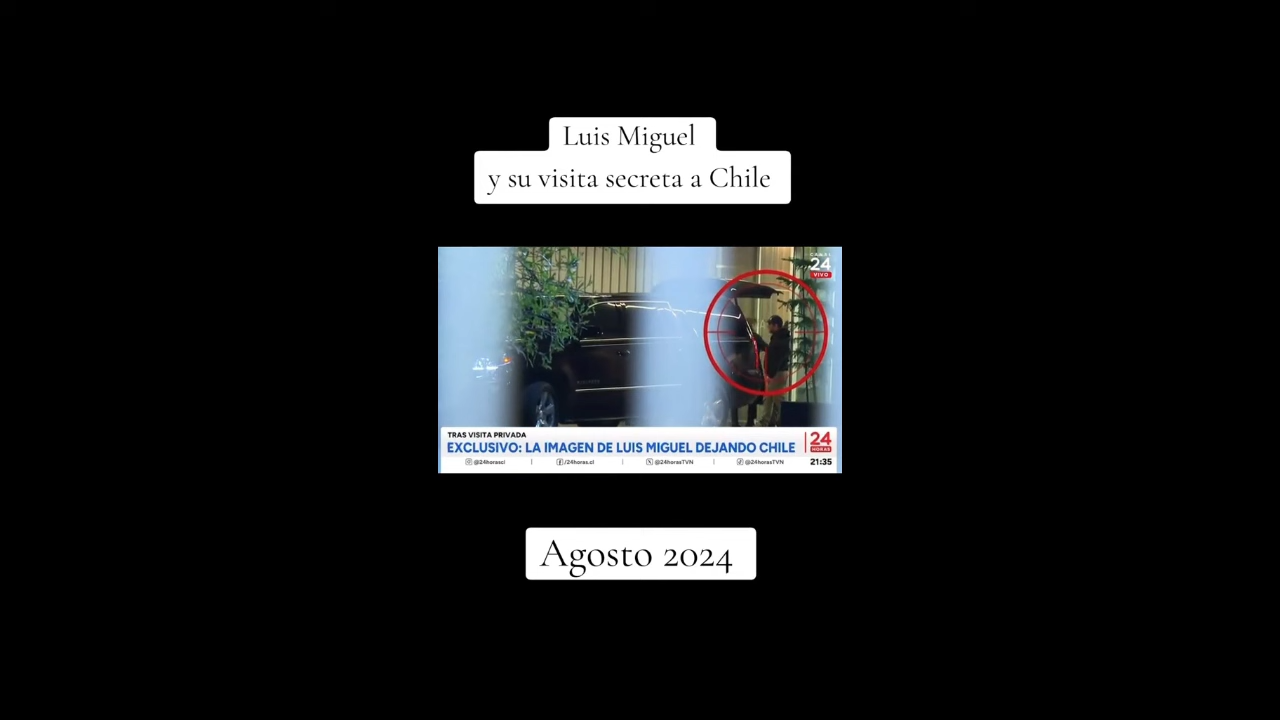 Luis Miguel
y su visita secreta a Chile
CANAL
24
VIVO
TRAS VISITA PRIVADA
EXCLUSIVO: LA IMAGEN DE LUIS MIGUEL DEJANDO CHILE
24
HORAS
@24horascl
/24horas.cl
@24horasTVN
@24horasTVN
21:35
Agosto 2024